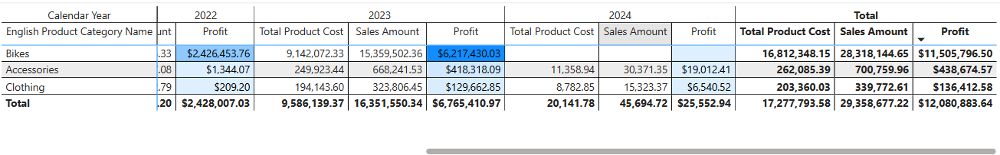 Calendar Year 2022 2023 2024 Total
English Product Category Name unt Profit Total Product Cost Sales Amount Profit Total Product Cost Sales Amount Profit Total Product Cost Sales Amount Profit
Bikes .33 $2,426,453.76 9,142,072.33 15,359,502.36 $6,217,430.03 16,812,348.15 28,318,144.65 $11,505,796.50
Accessories .08 $1,344.07 249,923.44 668,241.53 $418,318.09 11,358.94 30,371.35 $19,012.41 262,085.39 700,759.96 $438,674.57
Clothing .79 $209.20 194,143.60 323,806.45 $129,662.85 8,782.85 15,323.37 $6,540.52 203,360.03 339,772.61 $136,412.58
Total .20 $2,428,007.03 9,586,139.37 16,351,550.34 $6,765,410.97 20,141.78 45,694.72 $25,552.94 17,277,793.58 29,358,677.22 $12,080,883.64